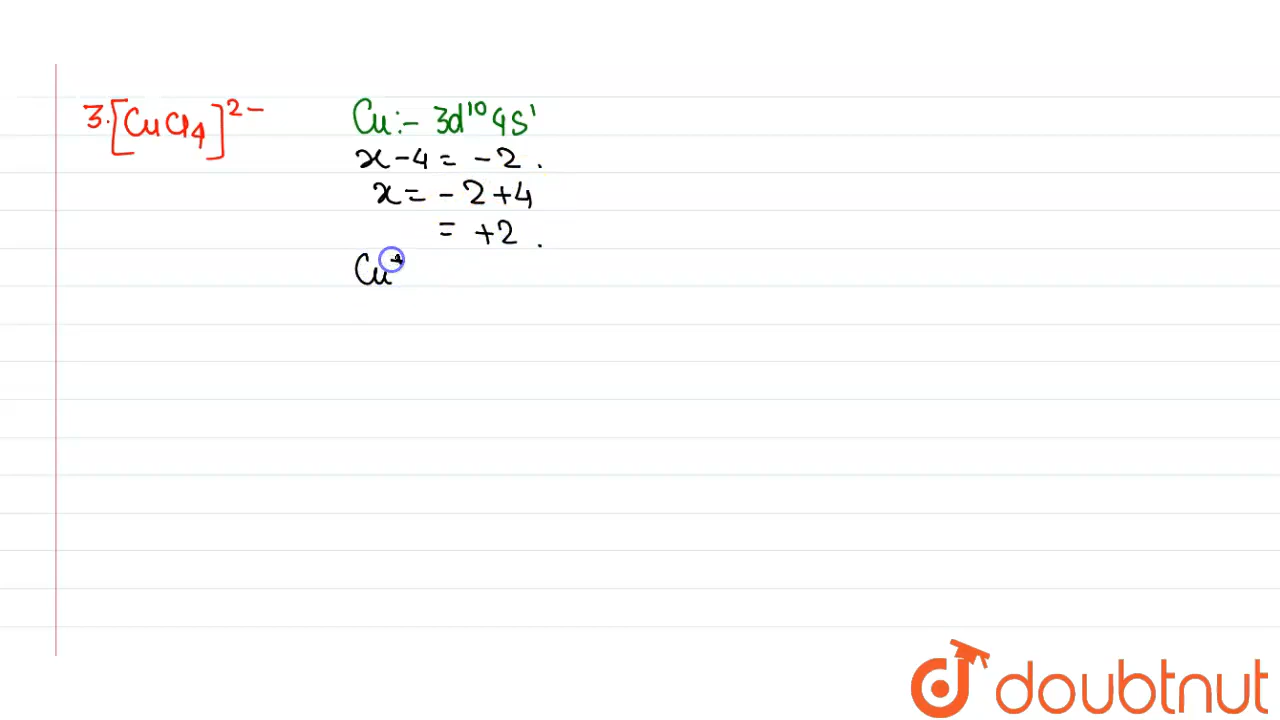 3. [CuCl4]²⁻
Cu:- 3d¹⁰ 4s¹
x - 4 = -2 .
x = -2 + 4
= +2 .
Cu⁺
doubtnut